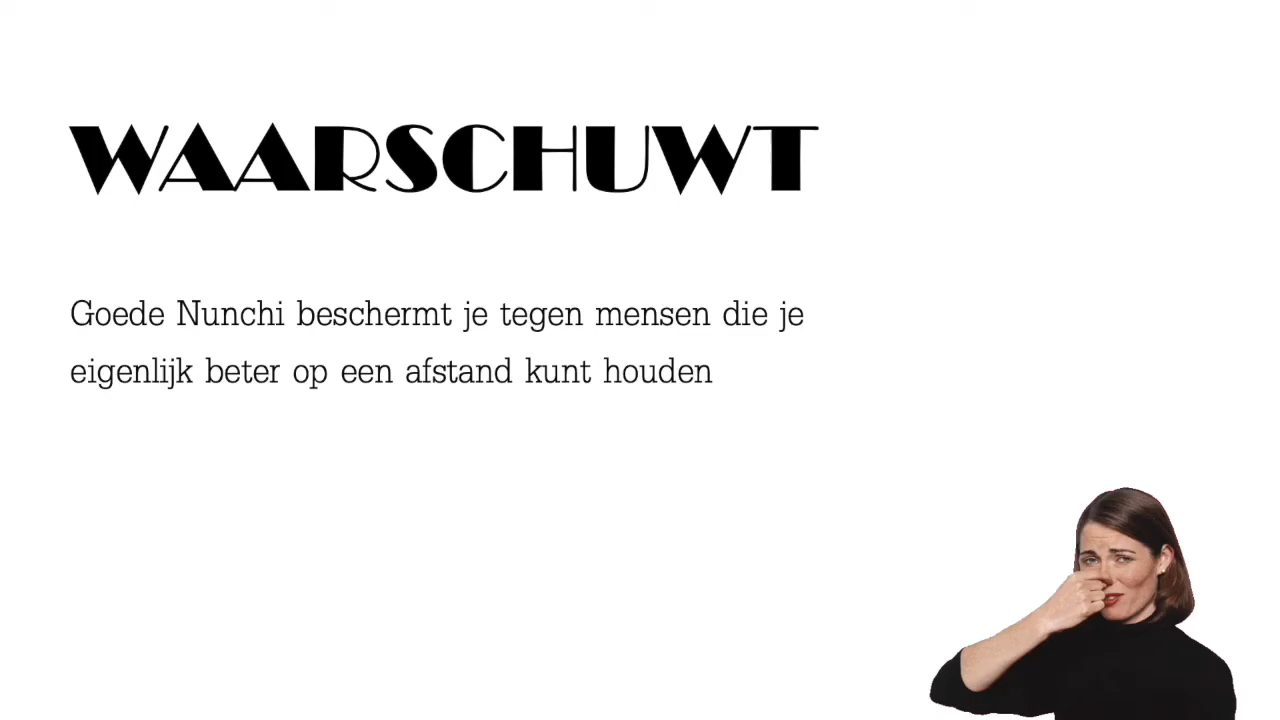 WAARSCHUWT
Goede Nunchi beschermt je tegen mensen die je
eigenlijk beter op een afstand kunt houden